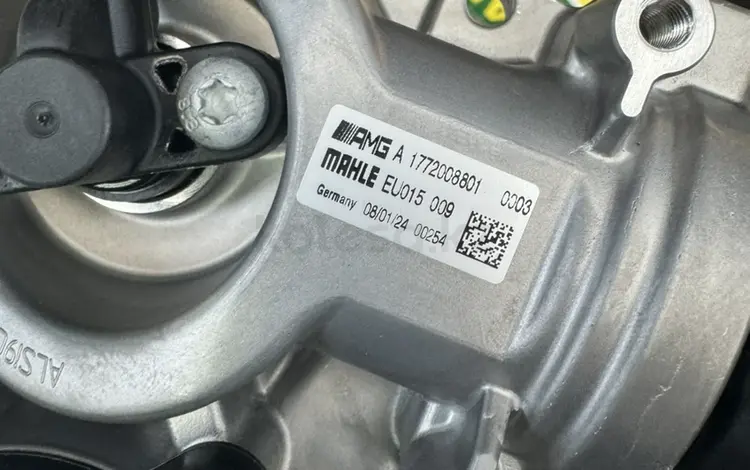 AMG A 1772008801 0003
MAHLE EU015 009
Germany 08/01/24 00254